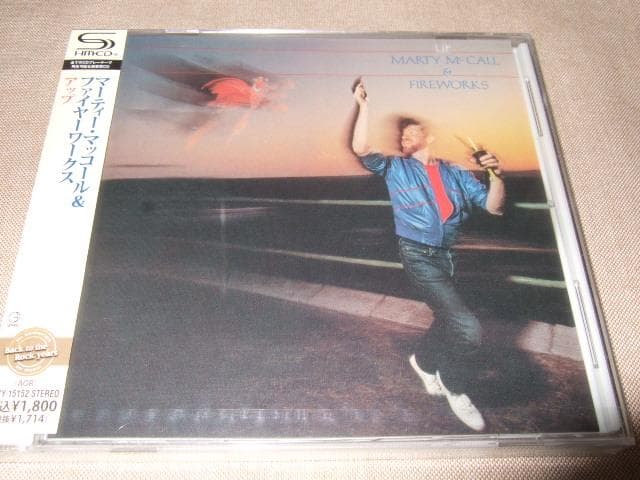 SHM-CD
マーティー・マッコール&
ファイヤーワークス
アップ
UP
MARTY McCALL
&
FIREWORKS
Back to the
Rock years
AOR
Y-15152 STEREO
込¥1,800
抜¥1,714